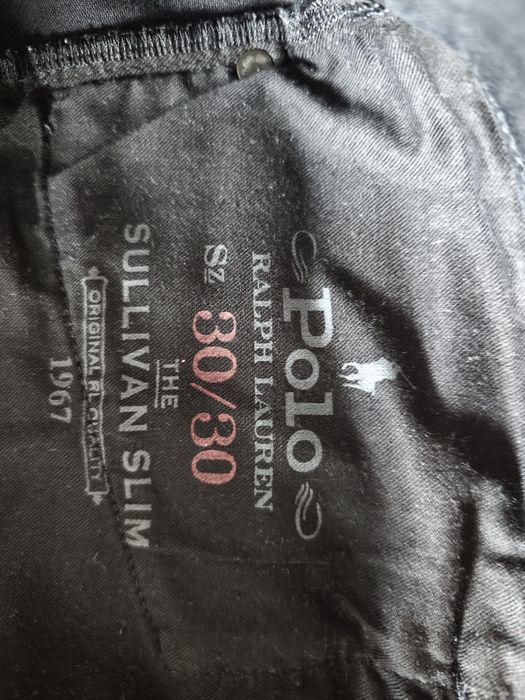 Polo
RALPH LAUREN
SZ 30/30
THE
SULLIVAN SLIM
ORIGINAL RL QUALITY
1967